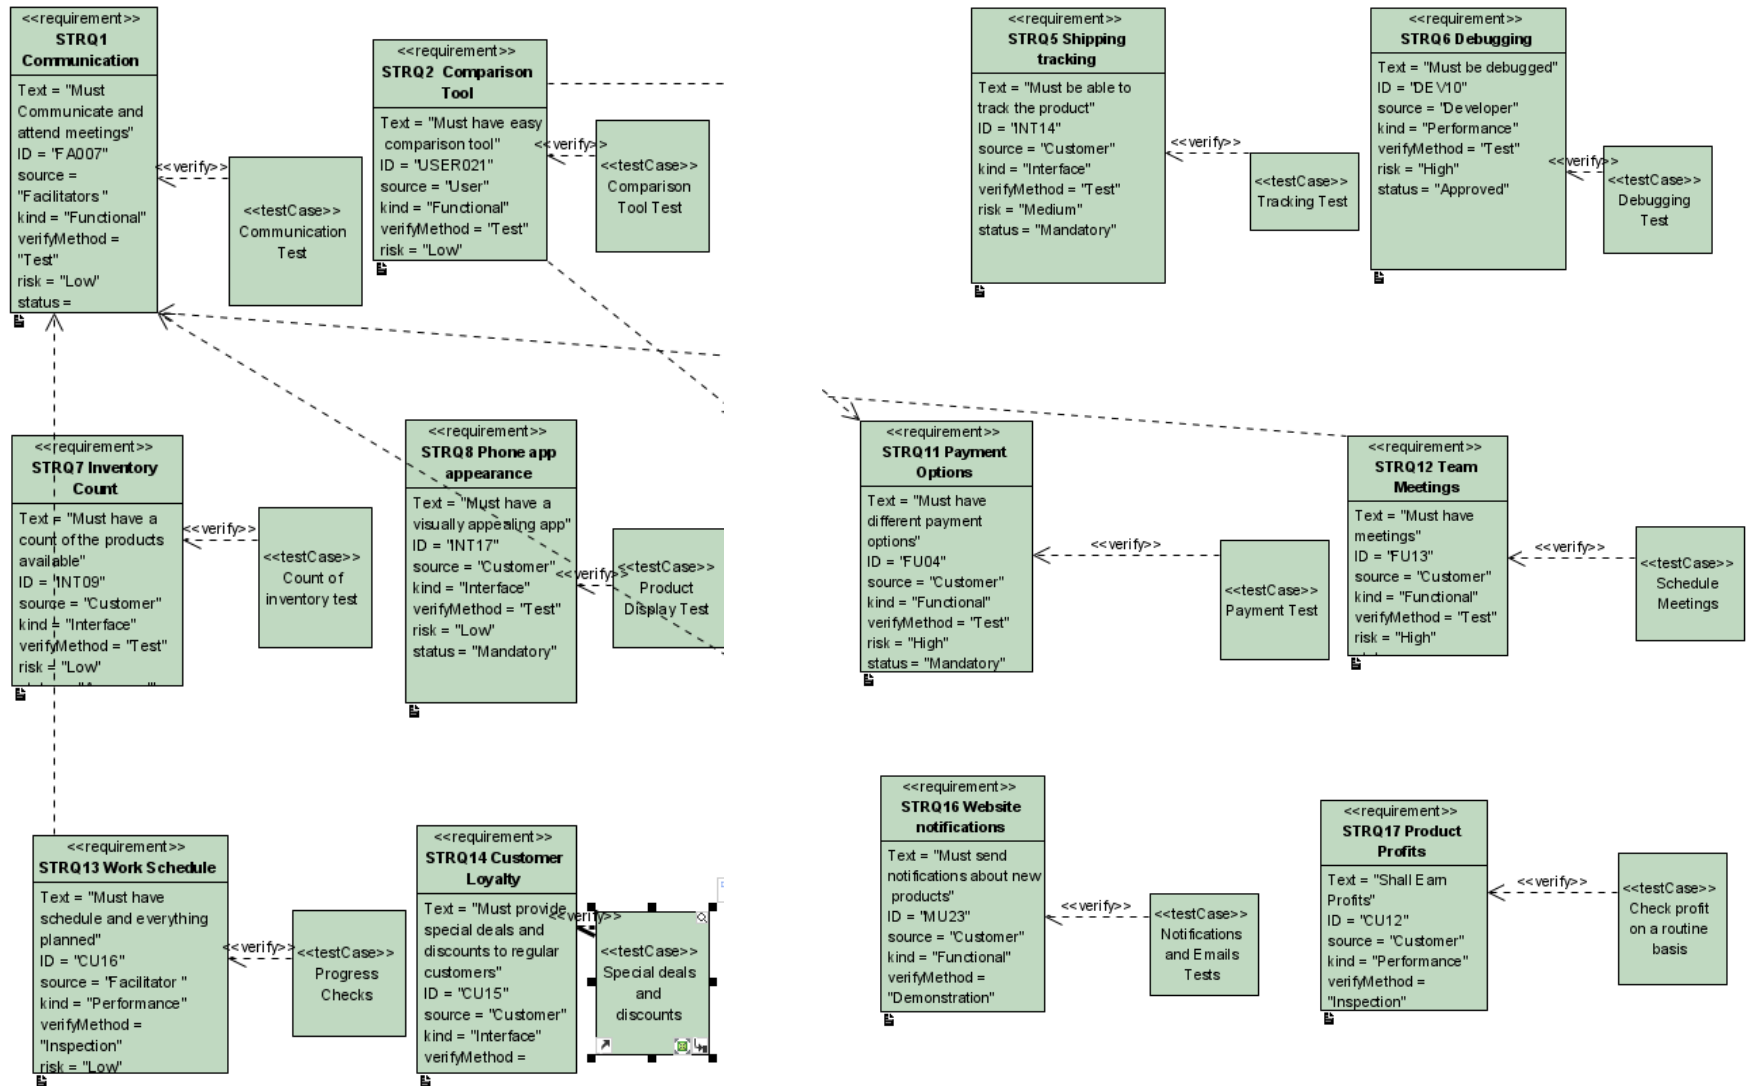 <<requirement>>
STRQ1
Communication
Text = "Must
Communicate and
attend meetings"
ID = "FA007"
source =
"Facilitators "
kind = "Functional"
verifyMethod =
"Test"
risk = "Low"
status =
<<verify>>
<<testCase>>
Communication
Test
<<requirement>>
STRQ2 Comparison
Tool
Text = "Must have easy
comparison tool"
ID = "USER021"
source = "User"
kind = "Functional"
verifyMethod = "Test"
risk = "Low"
<<verify>>
<<testCase>>
Comparison
Tool Test
<<requirement>>
STRQ5 Shipping
tracking
Text = "Must be able to
track the product"
ID = "INT14"
source = "Customer"
kind = "Interface"
verifyMethod = "Test"
risk = "Medium"
status = "Mandatory"
<<verify>>
<<testCase>>
Tracking Test
<<requirement>>
STRQ6 Debugging
Text = "Must be debugged"
ID = "DEV10"
source = "Developer"
kind = "Performance"
verifyMethod = "Test"
risk = "High"
status = "Approved"
<<verify>>
<<testCase>>
Debugging
Test
<<requirement>>
STRQ7 Inventory
Count
Text = "Must have a
count of the products
available"
ID = "INT09"
source = "Customer"
kind = "Interface"
verifyMethod = "Test"
risk = "Low"
<<verify>>
<<testCase>>
Count of
inventory test
<<requirement>>
STRQ8 Phone app
appearance
Text = "Must have a
visually appealing app"
ID = "INT17"
source = "Customer"
kind = "Interface"
verifyMethod = "Test"
risk = "Low"
status = "Mandatory"
<<verify>>
<<testCase>>
Product
Display Test
<<requirement>>
STRQ11 Payment
Options
Text = "Must have
different payment
options"
ID = "FU04"
source = "Customer"
kind = "Functional"
verifyMethod = "Test"
risk = "High"
status = "Mandatory"
<<verify>>
<<testCase>>
Payment Test
<<requirement>>
STRQ12 Team
Meetings
Text = "Must have
meetings"
ID = "FU13"
source = "Customer"
kind = "Functional"
verifyMethod = "Test"
risk = "High"
<<verify>>
<<testCase>>
Schedule
Meetings
<<requirement>>
STRQ13 Work Schedule
Text = "Must have
schedule and everything
planned"
ID = "CU16"
source = "Facilitator "
kind = "Performance"
verifyMethod =
"Inspection"
risk = "Low"
<<verify>>
<<testCase>>
Progress
Checks
<<requirement>>
STRQ14 Customer
Loyalty
Text = "Must provide
special deals and
discounts to regular
customers"
ID = "CU15"
source = "Customer"
kind = "Interface"
verifyMethod =
<<verify>>
<<testCase>>
Special deals
and
discounts
<<requirement>>
STRQ16 Website
notifications
Text = "Must send
notifications about new
products"
ID = "MU23"
source = "Customer"
kind = "Functional"
verifyMethod =
"Demonstration"
<<verify>>
<<testCase>>
Notifications
and Emails
Tests
<<requirement>>
STRQ17 Product
Profits
Text = "Shall Earn
Profits"
ID = "CU12"
source = "Customer"
kind = "Performance"
verifyMethod =
"Inspection"
<<verify>>
<<testCase>>
Check profit
on a routine
basis